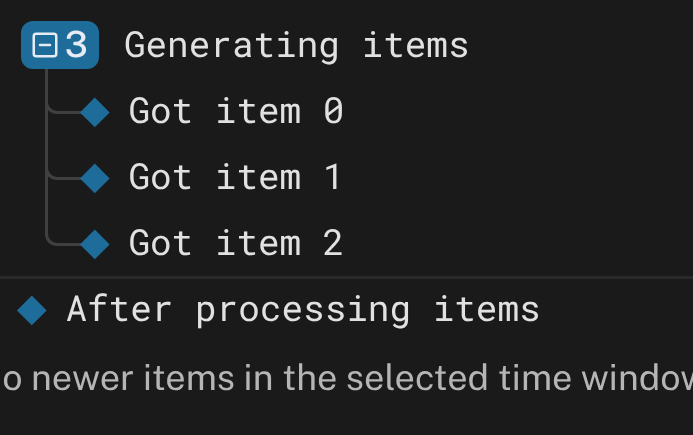 3 Generating items
Got item 0
Got item 1
Got item 2
After processing items
o newer items in the selected time window